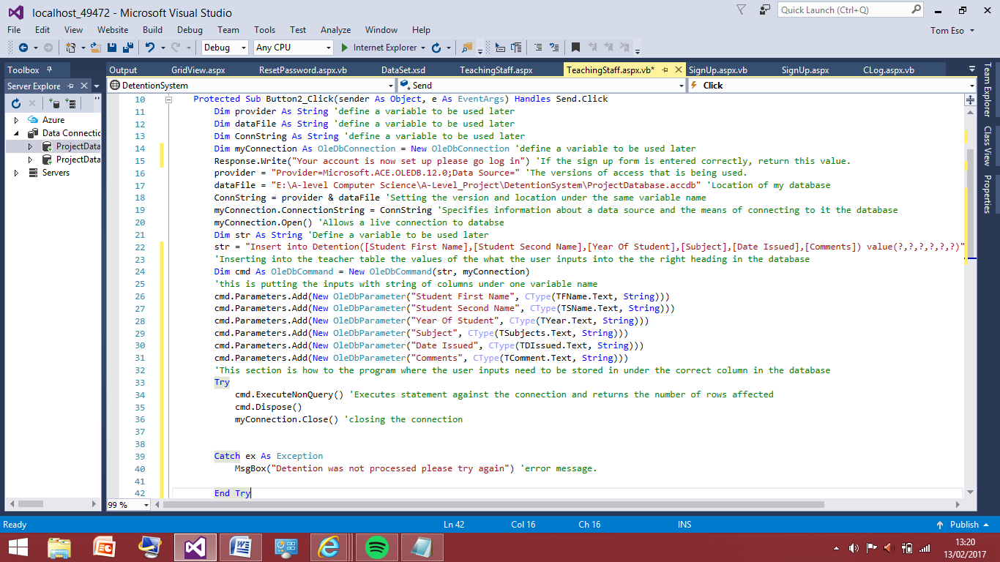 localhost_49472 - Microsoft Visual Studio
Quick Launch (Ctrl+Q)
File Edit View Website Build Debug Team Tools Test Analyze Window Help
Tom Eso
Debug Any CPU Internet Explorer
Toolbox
Output GridView.aspx ResetPassword.aspx.vb DataSet.xsd TeachingStaff.aspx TeachingStaff.aspx.vb* SignUp.aspx.vb SignUp.aspx CLog.aspx.vb
Server Explore
DetentionSystem Send Click
Azure
Data Connectic
ProjectData
ProjectData
Servers
Team Explorer
Class View
Properties
10 Protected Sub Button2_Click(sender As Object, e As EventArgs) Handles Send.Click
11 Dim provider As String 'define a variable to be used later
12 Dim dataFile As String 'define a variable to be used later
13 Dim ConnString As String 'define a variable to be used later
14 Dim myConnection As OleDbConnection = New OleDbConnection 'define a variable to be used later
15 Response.Write("Your account is now set up please go log in") 'If the sign up form is entered correctly, return this value.
16 provider = "Provider=Microsoft.ACE.OLEDB.12.0;Data Source=" 'The versions of access that is being used.
17 dataFile = "E:\A-level Computer Science\A-Level_Project\DetentionSystem\ProjectDatabase.accdb" 'Location of my database
18 ConnString = provider & dataFile 'Setting the version and location under the same variable name
19 myConnection.ConnectionString = ConnString 'Specifies information about a data source and the means of connecting to it the database
20 myConnection.Open() 'Allows a live connection to databse
21 Dim str As String 'Define a variable to be used later
22 str = "Insert into Detention([Student First Name],[Student Second Name],[Year Of Student],[Subject],[Date Issued],[Comments]) value(?,?,?,?,?,?)"
23 'Inserting into the teacher table the values of the what the user inputs into the the right heading in the database
24 Dim cmd As OleDbCommand = New OleDbCommand(str, myConnection)
25 'this is putting the inputs with string of columns under one variable name
26 cmd.Parameters.Add(New OleDbParameter("Student First Name", CType(TFName.Text, String)))
27 cmd.Parameters.Add(New OleDbParameter("Student Second Name", CType(TSName.Text, String)))
28 cmd.Parameters.Add(New OleDbParameter("Year Of Student", CType(TYear.Text, String)))
29 cmd.Parameters.Add(New OleDbParameter("Subject", CType(TSubjects.Text, String)))
30 cmd.Parameters.Add(New OleDbParameter("Date Issued", CType(TDIssued.Text, String)))
31 cmd.Parameters.Add(New OleDbParameter("Comments", CType(TComment.Text, String)))
32 'This section is how to the program where the user inputs need to be stored in under the correct column in the database
33 Try
34 cmd.ExecuteNonQuery() 'Executes statement against the connection and returns the number of rows affected
35 cmd.Dispose()
36 myConnection.Close() 'closing the connection
37
38
39 Catch ex As Exception
40 MsgBox("Detention was not processed please try again") 'error message.
41
42 End Try
99 %
Ready Ln 42 Col 16 Ch 16 INS Publish
13:20
13/02/2017